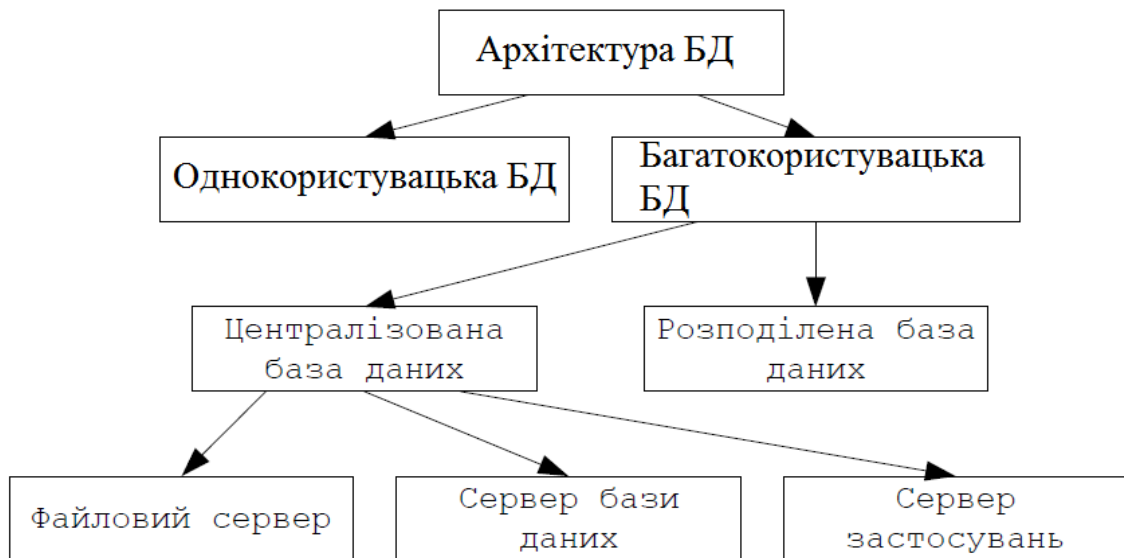 Архітектура БД
Однокористувацька БД
Багатокористувацька
БД
Централізована
база даних
Розподілена база
даних
Файловий сервер
Сервер бази
даних
Сервер
застосувань